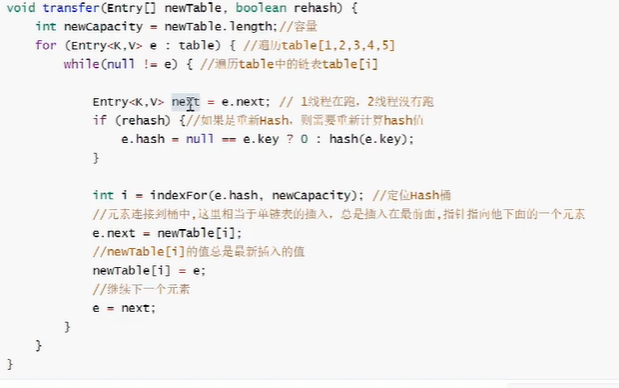 void transfer(Entry[] newTable, boolean rehash) {
int newCapacity = newTable.length;//容量
for (Entry<K,V> e : table) { //遍历table[1,2,3,4,5]
while(null != e) { //遍历table中的链表table[i]
Entry<K,V> next = e.next; // 1线程在跑，2线程没有跑
if (rehash) {//如果是重新Hash，则需要重新计算hash值
e.hash = null == e.key ? 0 : hash(e.key);
}
int i = indexFor(e.hash, newCapacity); //定位Hash桶
//元素连接到桶中,这里相当于单链表的插入，总是插入在最前面,指针指向他下面的一个元素
e.next = newTable[i];
//newTable[i]的值总是最新插入的值
newTable[i] = e;
//继续下一个元素
e = next;
}
}
}